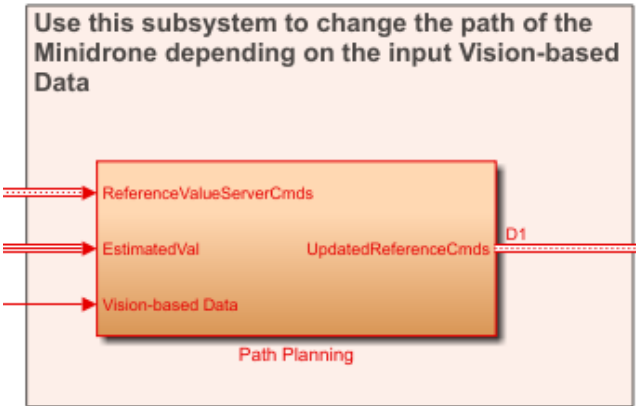 Use this subsystem to change the path of the
Minidrone depending on the input Vision-based
Data
ReferenceValueServerCmds
D1
EstimatedVal
UpdatedReferenceCmds
Vision-based Data
Path Planning